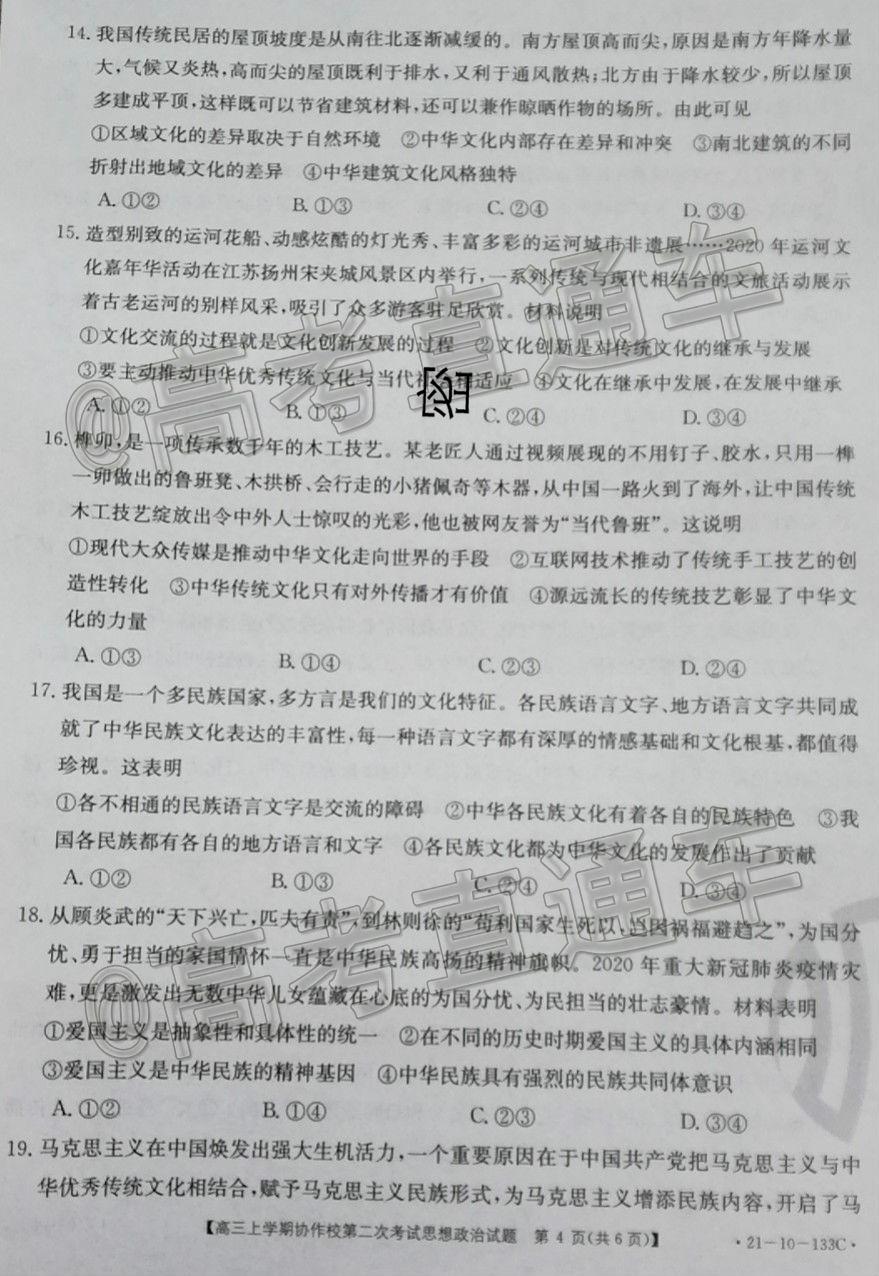 14. 我国传统民居的屋顶坡度是从南往北逐渐减缓的。南方屋顶高而尖,原因是南方年降水量
大,气候又炎热,高而尖的屋顶既利于排水,又利于通风散热;北方由于降水较少,所以屋顶
多建成平顶,这样既可以节省建筑材料,还可以兼作晾晒作物的场所。由此可见
①区域文化的差异取决于自然环境 ②中华文化内部存在差异和冲突 ③南北建筑的不同
折射出地域文化的差异 ④中华建筑文化风格独特
A. ①② B. ①③ C. ②④ D. ③④
15. 造型别致的运河花船、动感炫酷的灯光秀、丰富多彩的运河城市非遗展……2020年运河文
化嘉年华活动在江苏扬州宋夹城风景区内举行,一系列传统与现代相结合的文旅活动展示
着古老运河的别样风采,吸引了众多游客驻足欣赏。材料说明
①文化交流的过程就是文化创新发展的过程 ②文化创新是对传统文化的继承与发展
③要主动推动中华优秀传统文化与当代社会相适应 ④文化在继承中发展,在发展中继承
A. ①② B. ①③ C. ②④ D. ③④
密
16. 榫卯,是一项传承数千年的木工技艺。某老匠人通过视频展现的不用钉子、胶水,只用一榫
一卯做出的鲁班凳、木拱桥、会行走的小猪佩奇等木器,从中国一路火到了海外,让中国传统
木工技艺绽放出令中外人士惊叹的光彩,他也被网友誉为“当代鲁班”。这说明
①现代大众传媒是推动中华文化走向世界的手段 ②互联网技术推动了传统手工技艺的创
造性转化 ③中华传统文化只有对外传播才有价值 ④源远流长的传统技艺彰显了中华文
化的力量
A. ①③ B. ①④ C. ②③ D. ②④
17. 我国是一个多民族国家,多方言是我们的文化特征。各民族语言文字、地方语言文字共同成
就了中华民族文化表达的丰富性,每一种语言文字都有深厚的情感基础和文化根基,都值得
珍视。这表明
①各不相通的民族语言文字是交流的障碍 ②中华各民族文化有着各自的民族特色 ③我
国各民族都有各自的地方语言和文字 ④各民族文化都为中华文化的发展作出了贡献
A. ①② B. ①③ C. ②④ D. ③④
18. 从顾炎武的“天下兴亡,匹夫有责”,到林则徐的“苟利国家生死以,岂因祸福避趋之”,为国分
忧、勇于担当的家国情怀一直是中华民族高扬的精神旗帜。2020年重大新冠肺炎疫情灾
难,更是激发出无数中华儿女蕴藏在心底的为国分忧、为民担当的壮志豪情。材料表明
①爱国主义是抽象性和具体性的统一 ②在不同的历史时期爱国主义的具体内涵相同
③爱国主义是中华民族的精神基因 ④中华民族具有强烈的民族共同体意识
A. ①② B. ①③ C. ②④ D. ③④
19. 马克思主义在中国焕发出强大生机活力,一个重要原因在于中国共产党把马克思主义与中
华优秀传统文化相结合,赋予马克思主义民族形式,为马克思主义增添民族内容,开启了马
【高三上学期协作校第二次考试思想政治试题 第 4 页(共 6 页)】 ·21-10-133C·
@高考直通车
@高考直通车